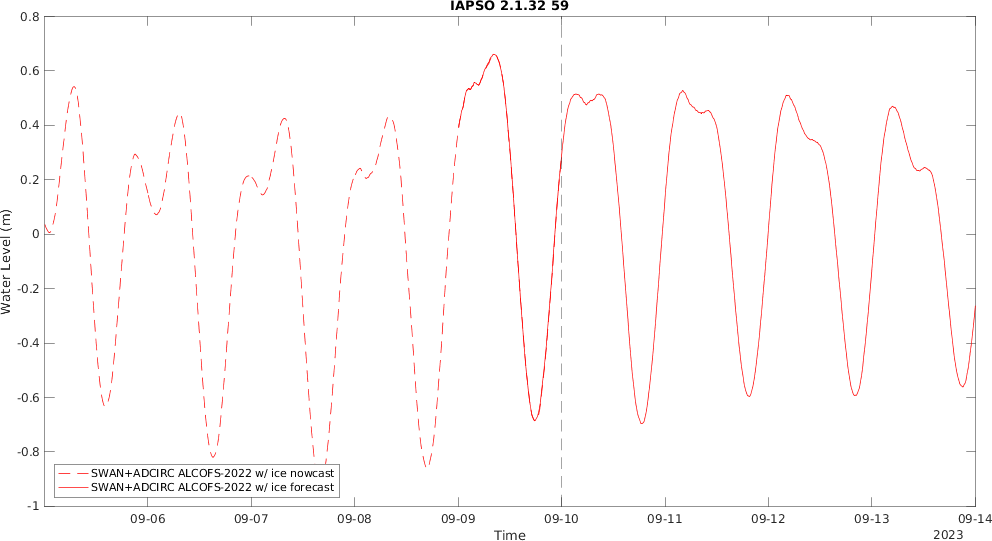 IAPSO 2.1.32 59
0.8
0.6
0.4
0.2
0
-0.2
-0.4
-0.6
-0.8
-1
Water Level (m)
SWAN+ADCIRC ALCOFS-2022 w/ ice nowcast
SWAN+ADCIRC ALCOFS-2022 w/ ice forecast
09-06 09-07 09-08 09-09 09-10 09-11 09-12 09-13 09-14
Time
2023